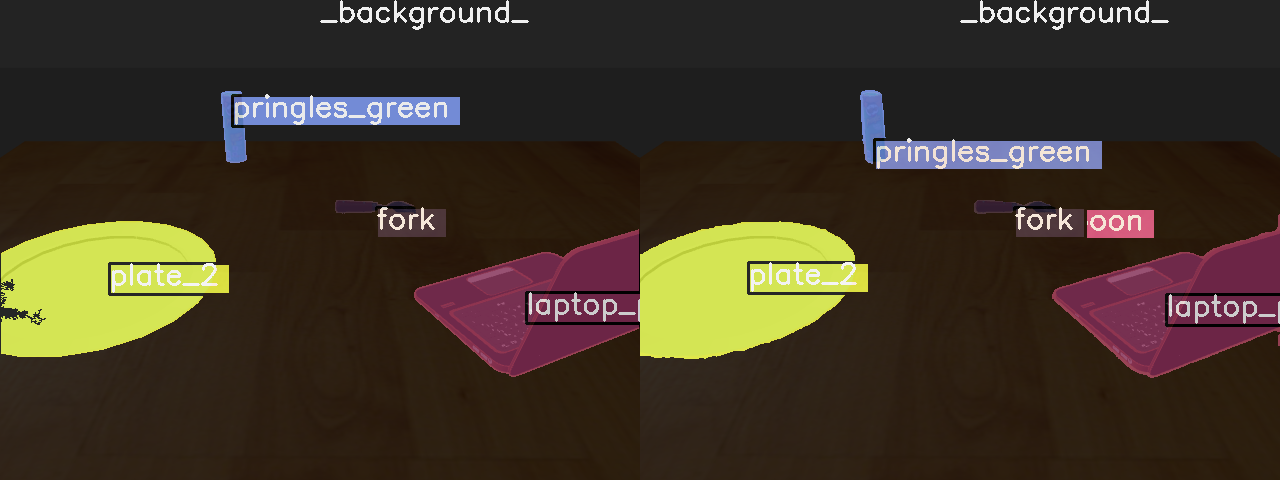 _background_
_background_
pringles_green
pringles_green
fork
fork
oon
plate_2
plate_2
laptop_
laptop_